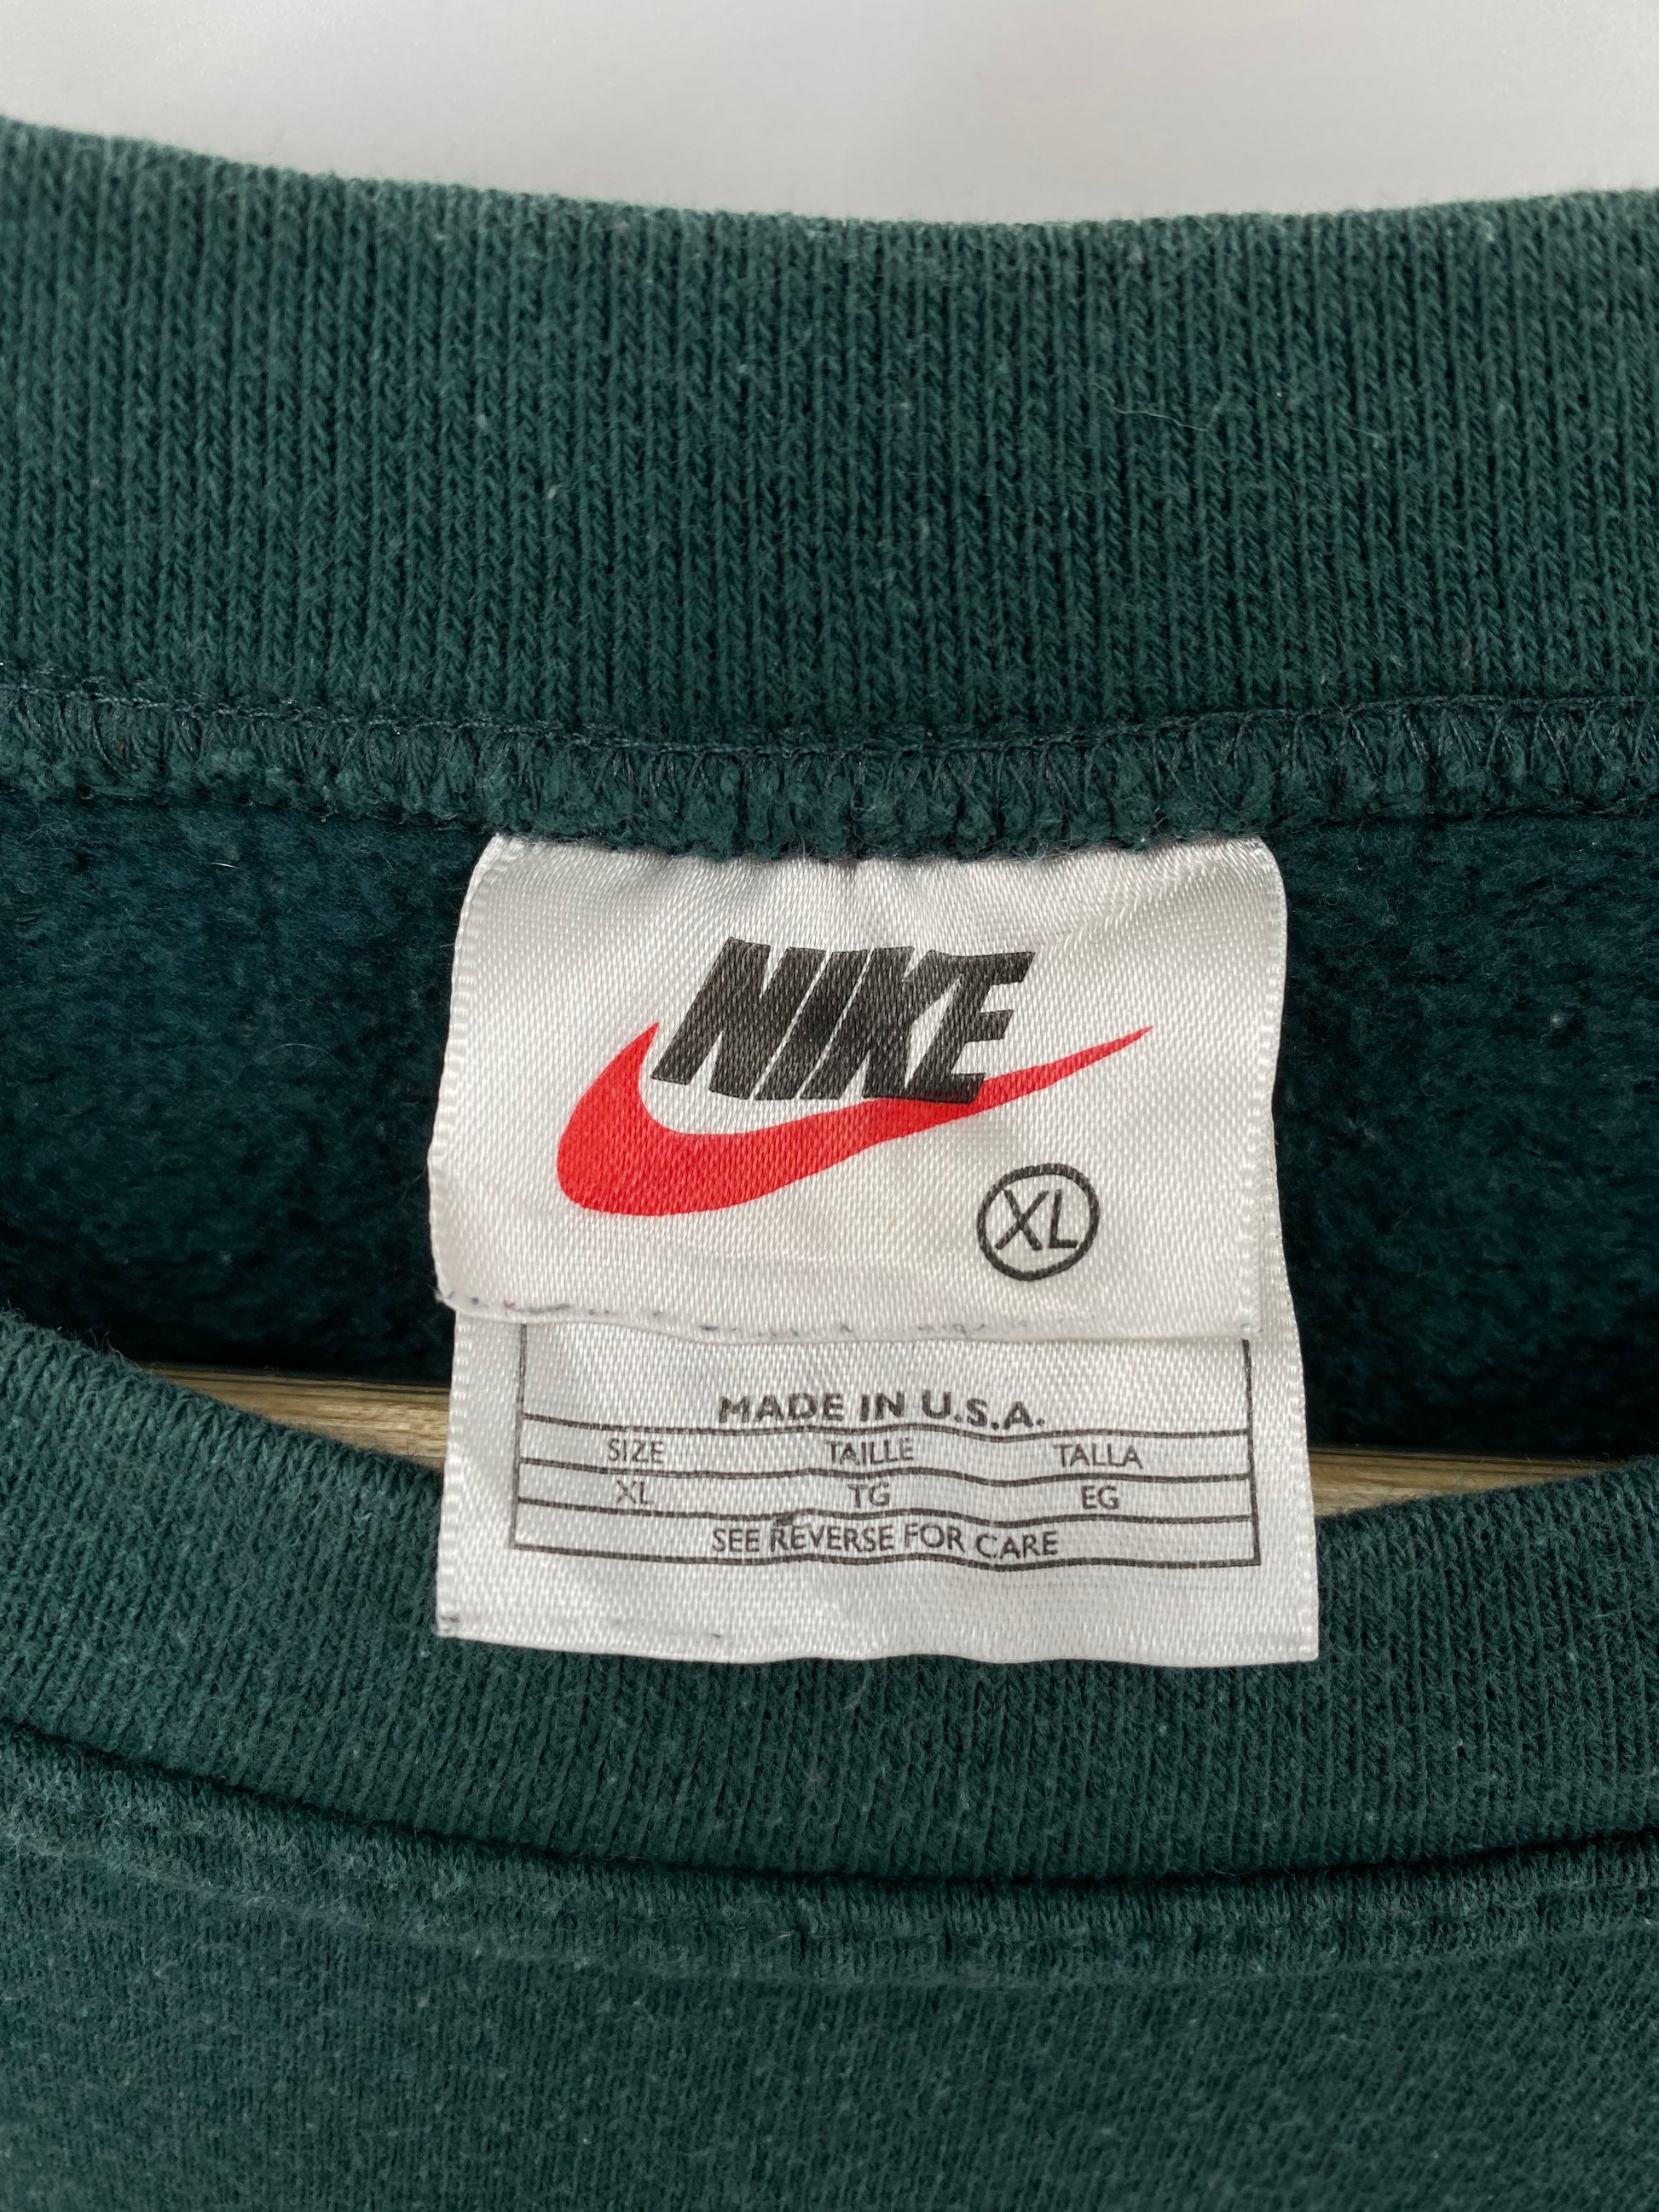 NIKE
XL
MADE IN U.S.A.
SIZE TAILLE TALLA
XL TG EG
SEE REVERSE FOR CARE